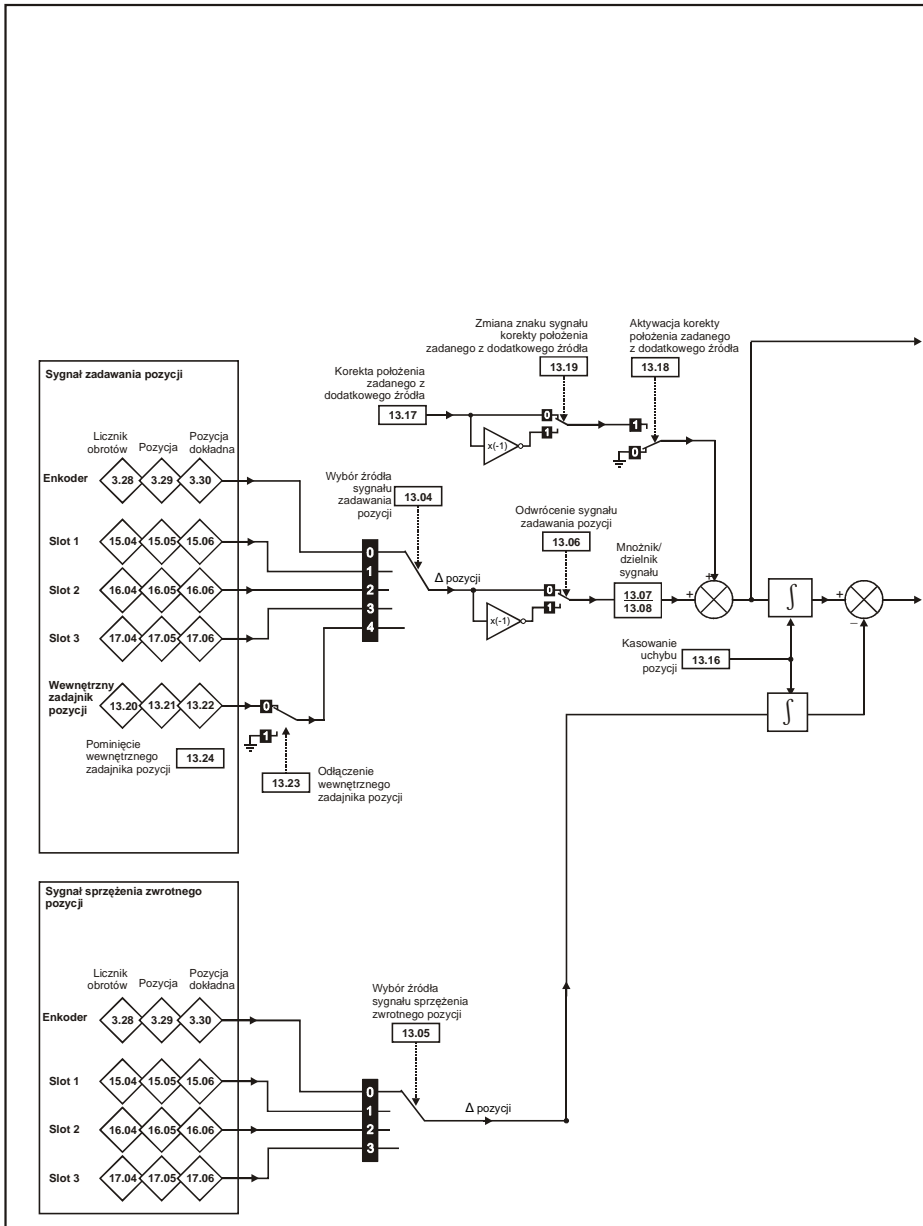 Zmiana znaku sygnału
korekty położenia
zadanego z dodatkowego źródła
13.19
Aktywacja korekty
położenia zadanego
z dodatkowego źródła
13.18
Korekta położenia
zadanego z
dodatkowego źródła
13.17
0
1
x(-1)
1
0
Sygnał zadawania pozycji
Licznik
obrotów
Pozycja
Pozycja
dokładna
Enkoder
3.28 3.29 3.30
Slot 1
15.04 15.05 15.06
Slot 2
16.04 16.05 16.06
Slot 3
17.04 17.05 17.06
Wewnętrzny
zadajnik
pozycji
13.20 13.21 13.22
Pominięcie
wewnętrznego
zadajnika pozycji
13.24
0
1
13.23
Odłączenie
wewnętrznego
zadajnika pozycji
Wybór źródła
sygnału
zadawania
pozycji
13.04
0
1
2
3
4
Δ pozycji
Odwrócenie sygnału
zadawania pozycji
13.06
0
1
x(-1)
Mnożnik/
dzielnik
sygnału
13.07
13.08
+
+
∫
+
−
Kasowanie
uchybu
pozycji
13.16
∫
Sygnał sprzężenia zwrotnego
pozycji
Licznik
obrotów
Pozycja
Pozycja
dokładna
Enkoder
3.28 3.29 3.30
Slot 1
15.04 15.05 15.06
Slot 2
16.04 16.05 16.06
Slot 3
17.04 17.05 17.06
Wybór źródła
sygnału sprzężenia
zwrotnego pozycji
13.05
0
1
2
3
Δ pozycji